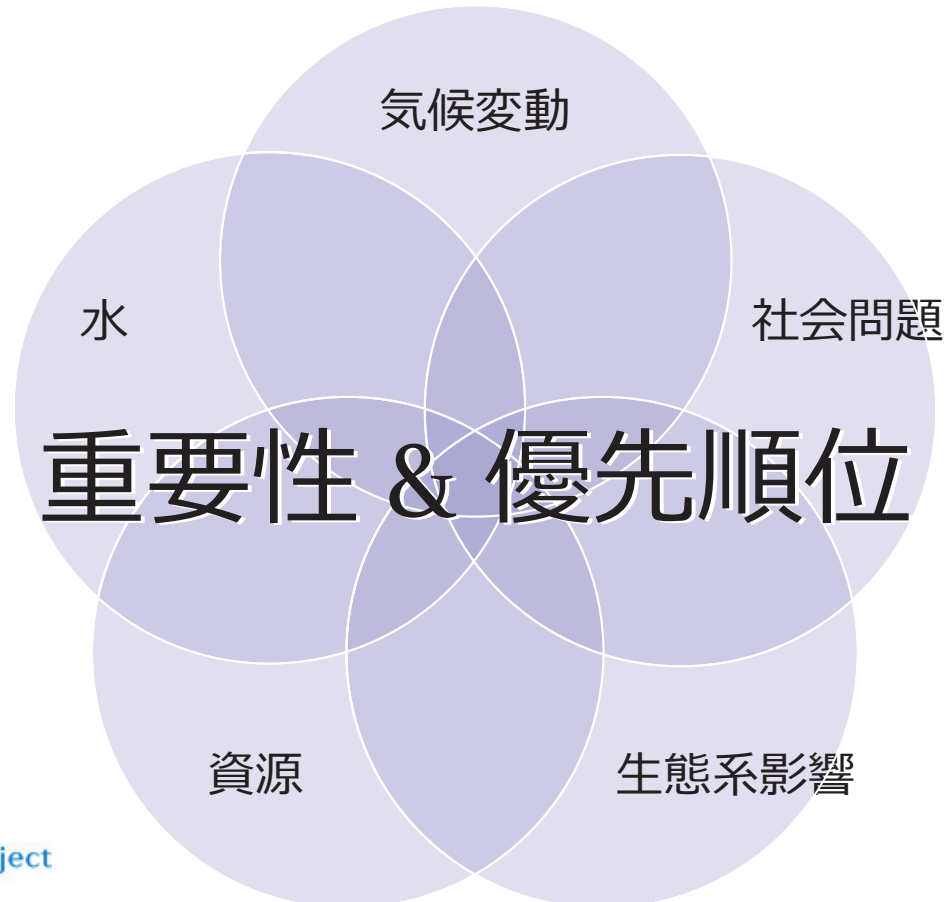 気候変動
水
社会問題
重要性 & 優先順位
資源
生態系影響
ject